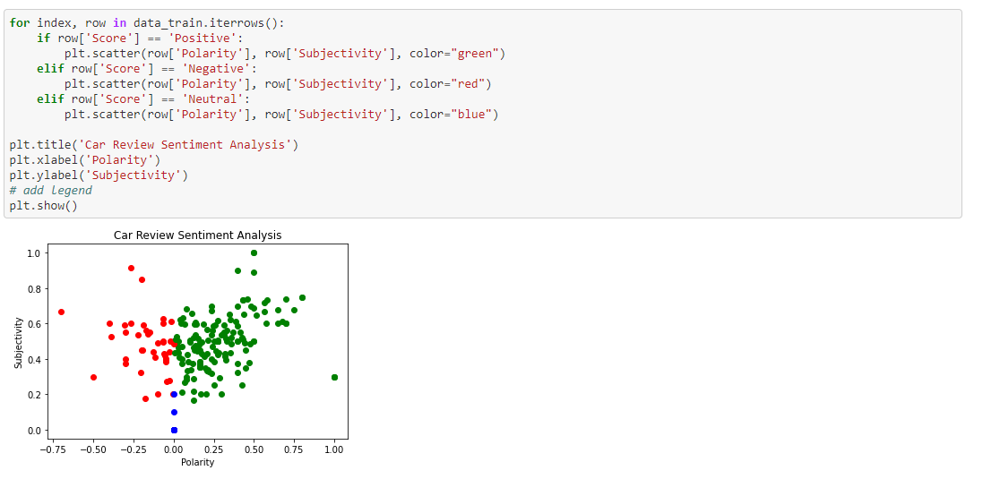 for index, row in data_train.iterrows():
    if row['Score'] == 'Positive':
        plt.scatter(row['Polarity'], row['Subjectivity'], color="green")
    elif row['Score'] == 'Negative':
        plt.scatter(row['Polarity'], row['Subjectivity'], color="red")
    elif row['Score'] == 'Neutral':
        plt.scatter(row['Polarity'], row['Subjectivity'], color="blue")

plt.title('Car Review Sentiment Analysis')
plt.xlabel('Polarity')
plt.ylabel('Subjectivity')
# add legend
plt.show()
Car Review Sentiment Analysis
Subjectivity
1.0
0.8
0.6
0.4
0.2
0.0
−0.75 −0.50 −0.25 0.00 0.25 0.50 0.75 1.00
Polarity